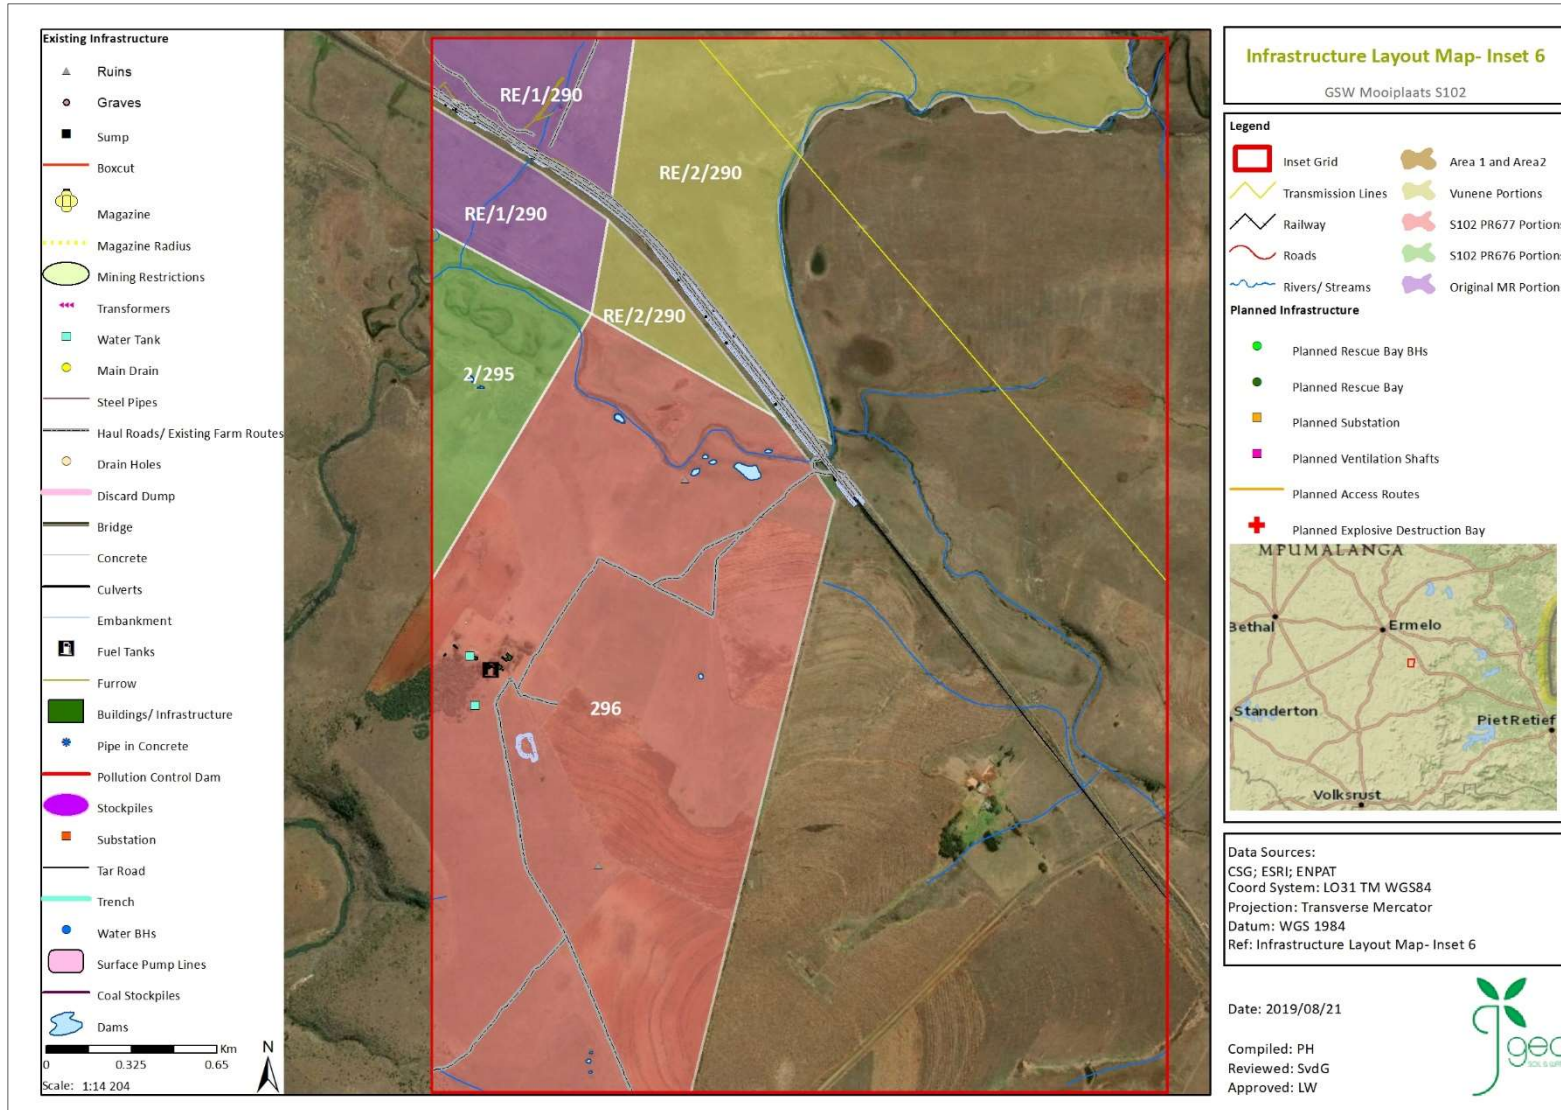 Existing Infrastructure
Ruins
Graves
Sump
Boxcut
Magazine
Magazine Radius
Mining Restrictions
Transformers
Water Tank
Main Drain
Steel Pipes
Haul Roads/ Existing Farm Routes
Drain Holes
Discard Dump
Bridge
Concrete
Culverts
Embankment
Fuel Tanks
Furrow
Buildings/ Infrastructure
Pipe in Concrete
Pollution Control Dam
Stockpiles
Substation
Tar Road
Trench
Water BHs
Surface Pump Lines
Coal Stockpiles
Dams
Km
0 0.325 0.65
Scale: 1:14 204
N
RE/1/290
RE/2/290
RE/1/290
RE/2/290
2/295
296
Infrastructure Layout Map- Inset 6
GSW Mooiplaats S102
Legend
Inset Grid
Transmission Lines
Railway
Roads
Rivers/ Streams
Area 1 and Area2
Vunene Portions
S102 PR677 Portions
S102 PR676 Portions
Original MR Portion
Planned Infrastructure
Planned Rescue Bay BHs
Planned Rescue Bay
Planned Substation
Planned Ventilation Shafts
Planned Access Routes
Planned Explosive Destruction Bay
MPUMALANGA
Bethal
Ermelo
Standerton
Piet Retief
Volksrust
Data Sources:
CSG; ESRI; ENPAT
Coord System: LO31 TM WGS84
Projection: Transverse Mercator
Datum: WGS 1984
Ref: Infrastructure Layout Map- Inset 6
Date: 2019/08/21
Compiled: PH
Reviewed: SvdG
Approved: LW
geo